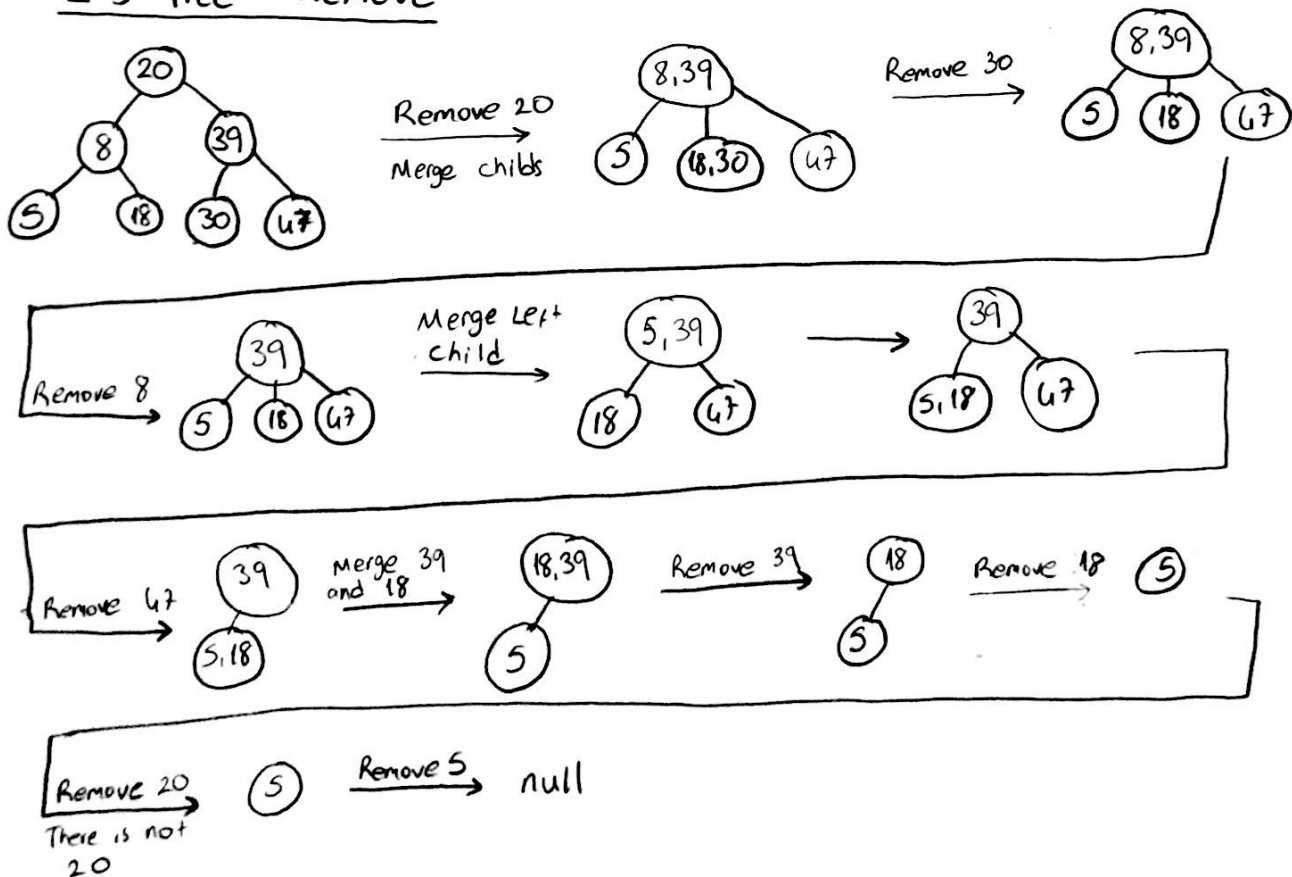 2-3 Tree Remove
20
8
39
5
18
30
47
Remove 20
Merge childs
8,39
5
18,30
47
Remove 30
8,39
5
18
47
Remove 8
39
5
18
47
Merge Left
child
5,39
18
47
39
5,18
47
Remove 47
39
5,18
Merge 39
and 18
18,39
5
Remove 39
18
5
Remove 18
5
Remove 20
There is not
20
5
Remove 5
null